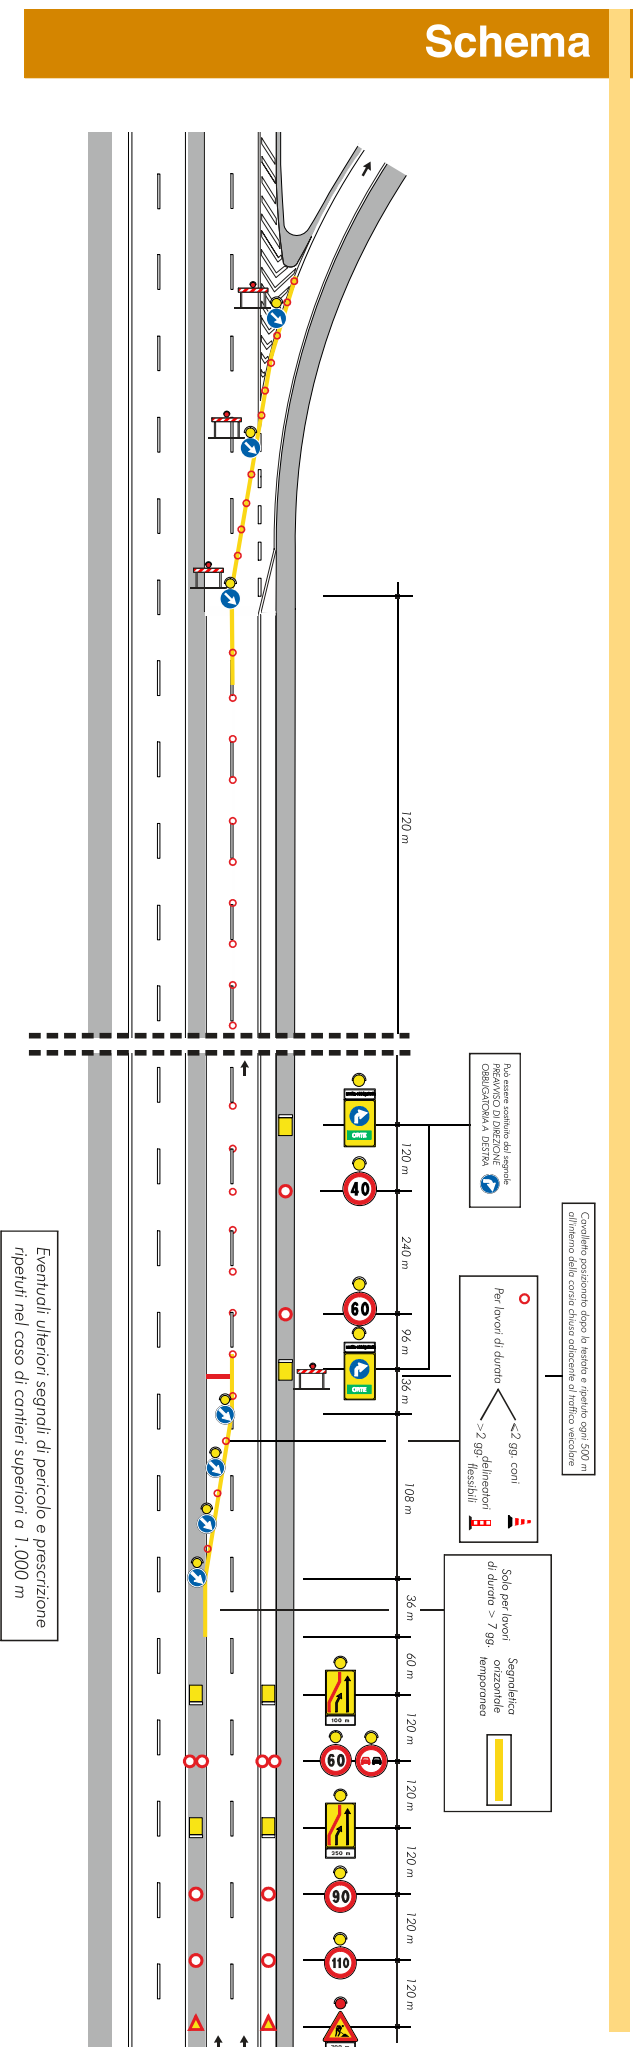 Schema
120 m
Può essere sostituito dal segnale
PREAVVISO DI DIREZIONE
OBBLIGATORIA A DESTRA
ORTE
120 m
40
240 m
60
96 m
ORTE
36 m
Cavalletto posizionato dopo la testata e ripetuto ogni 500 m
all'interno della corsia chiusa adiacente al traffico veicolare
Per lavori di durata
<2 gg. coni
>2 gg. delineatori
flessibili
108 m
36 m
Solo per lavori
di durata > 7 gg.
Segnaletica
orizzontale
temporanea
60 m
100 m
120 m
60
120 m
350 m
120 m
90
120 m
110
120 m
Eventuali ulteriori segnali di pericolo e prescrizione
ripetuti nel caso di cantieri superiori a 1.000 m